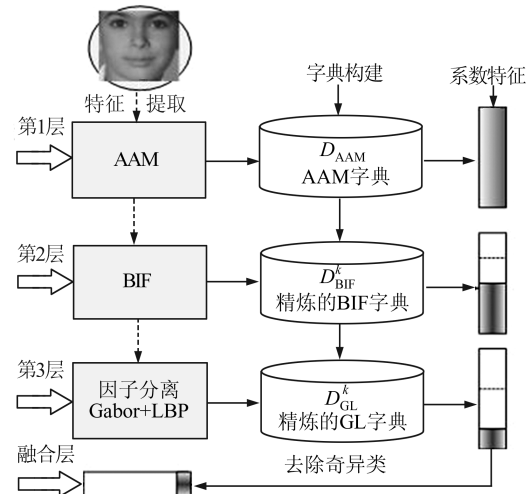 特征 提取
字典构建
系数特征
第1层
AAM
D_AAM
AAM字典
第2层
BIF
D^k_BIF
精炼的BIF字典
第3层
因子分离
Gabor+LBP
D^k_GL
精炼的GL字典
融合层
去除奇异类